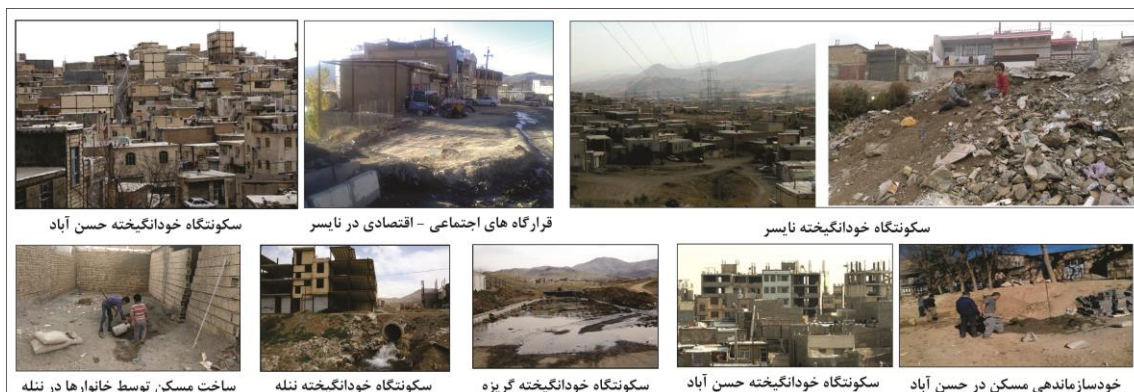 سکونتگاه خودانگیخته نایسر
قرارگاه های اجتماعی - اقتصادی در نایسر
سکونتگاه خودانگیخته حسن آباد
خودسازماندهی مسکن در حسن آباد
سکونتگاه خودانگیخته حسن آباد
سکونتگاه خودانگیخته گریزه
سکونتگاه خودانگیخته ننله
ساخت مسکن توسط خانوارها در ننله